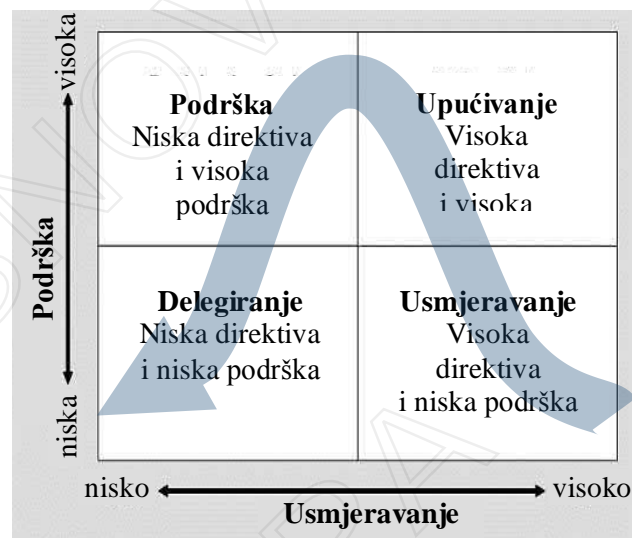 visoka
Podrška
niska
Podrška
Niska direktiva
i visoka
podrška
Upućivanje
Visoka
direktiva
i visoka
Delegiranje
Niska direktiva
i niska podrška
Usmjeravanje
Visoka
direktiva
i niska podrška
nisko
visoko
Usmjeravanje